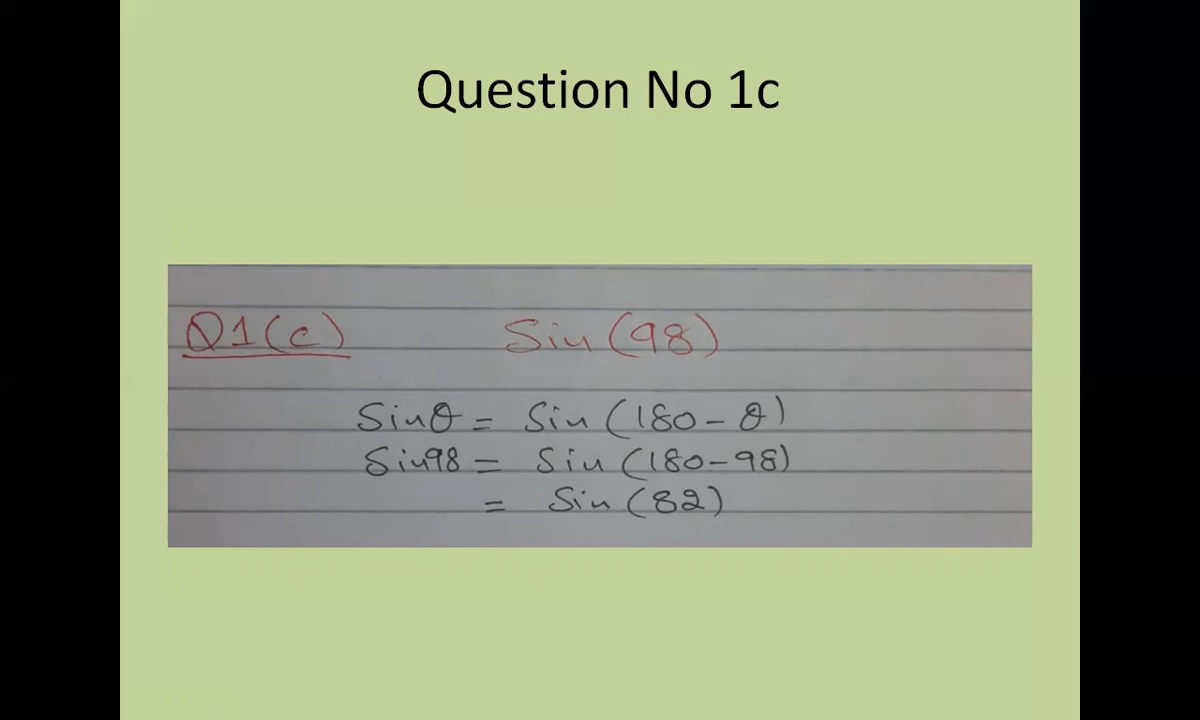 Question No 1c
Q1(c) Sin(98)
Sinθ = Sin(180-θ)
Sin98 = Sin(180-98)
= Sin(82)